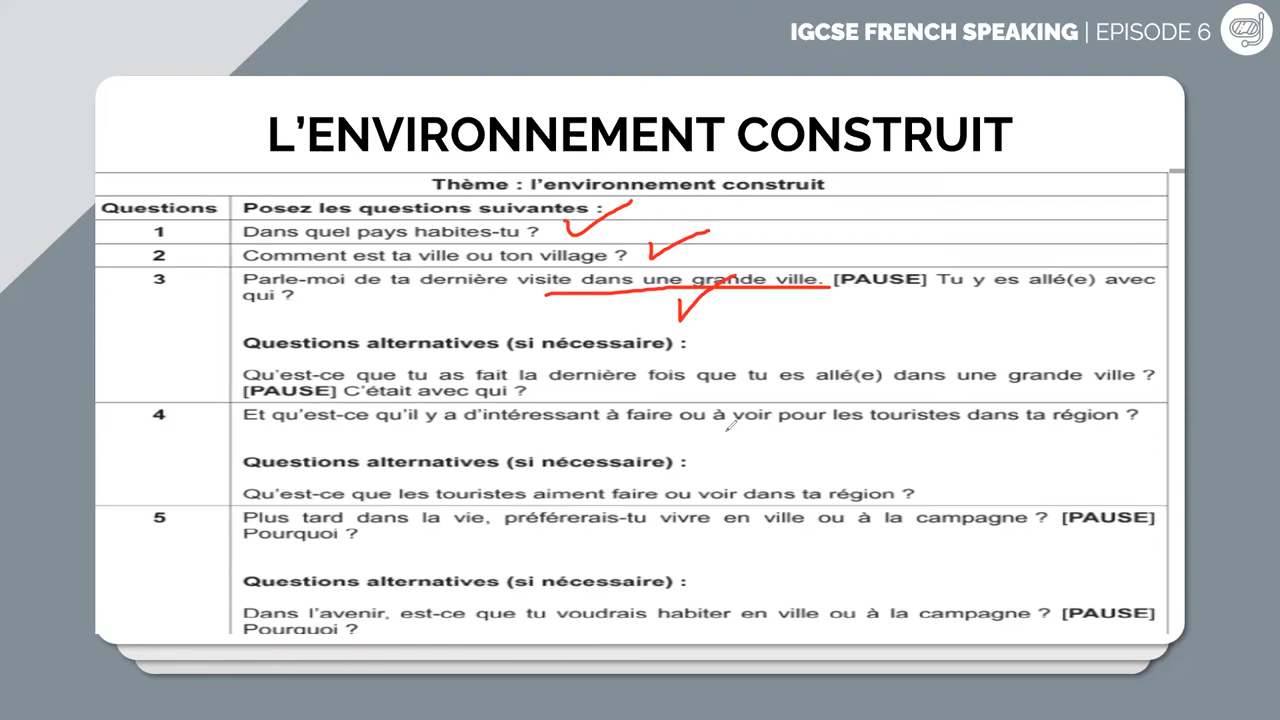 IGCSE FRENCH SPEAKING | EPISODE 6
L'ENVIRONNEMENT CONSTRUIT
Thème : l'environnement construit
Questions Posez les questions suivantes :
1 Dans quel pays habites-tu ?
2 Comment est ta ville ou ton village ?
3 Parle-moi de ta dernière visite dans une grande ville. [PAUSE] Tu y es allé(e) avec
qui ?
Questions alternatives (si nécessaire) :
Qu'est-ce que tu as fait la dernière fois que tu es allé(e) dans une grande ville ?
[PAUSE] C'était avec qui ?
4 Et qu'est-ce qu'il y a d'intéressant à faire ou à voir pour les touristes dans ta région ?
Questions alternatives (si nécessaire) :
Qu'est-ce que les touristes aiment faire ou voir dans ta région ?
5 Plus tard dans la vie, préférerais-tu vivre en ville ou à la campagne ? [PAUSE]
Pourquoi ?
Questions alternatives (si nécessaire) :
Dans l'avenir, est-ce que tu voudrais habiter en ville ou à la campagne ? [PAUSE]
Pourquoi ?